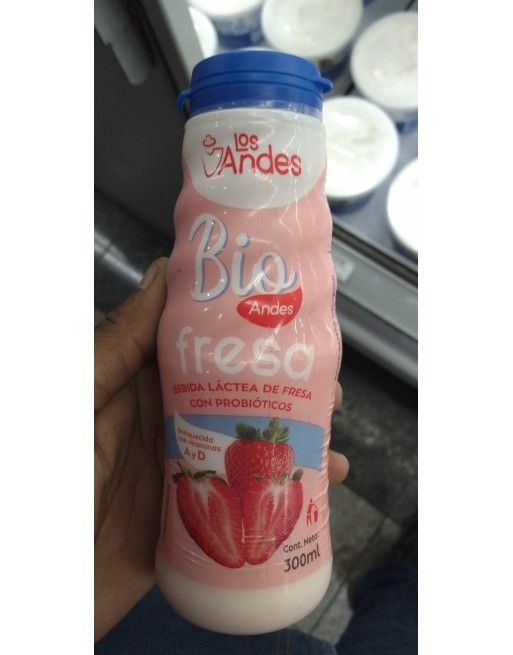 Los
Andes
Bio
Andes
fresa
BEBIDA LÁCTEA DE FRESA
CON PROBIÓTICOS
Enriquecida
con vitaminas
A y D
Cont. Neto:
300ml